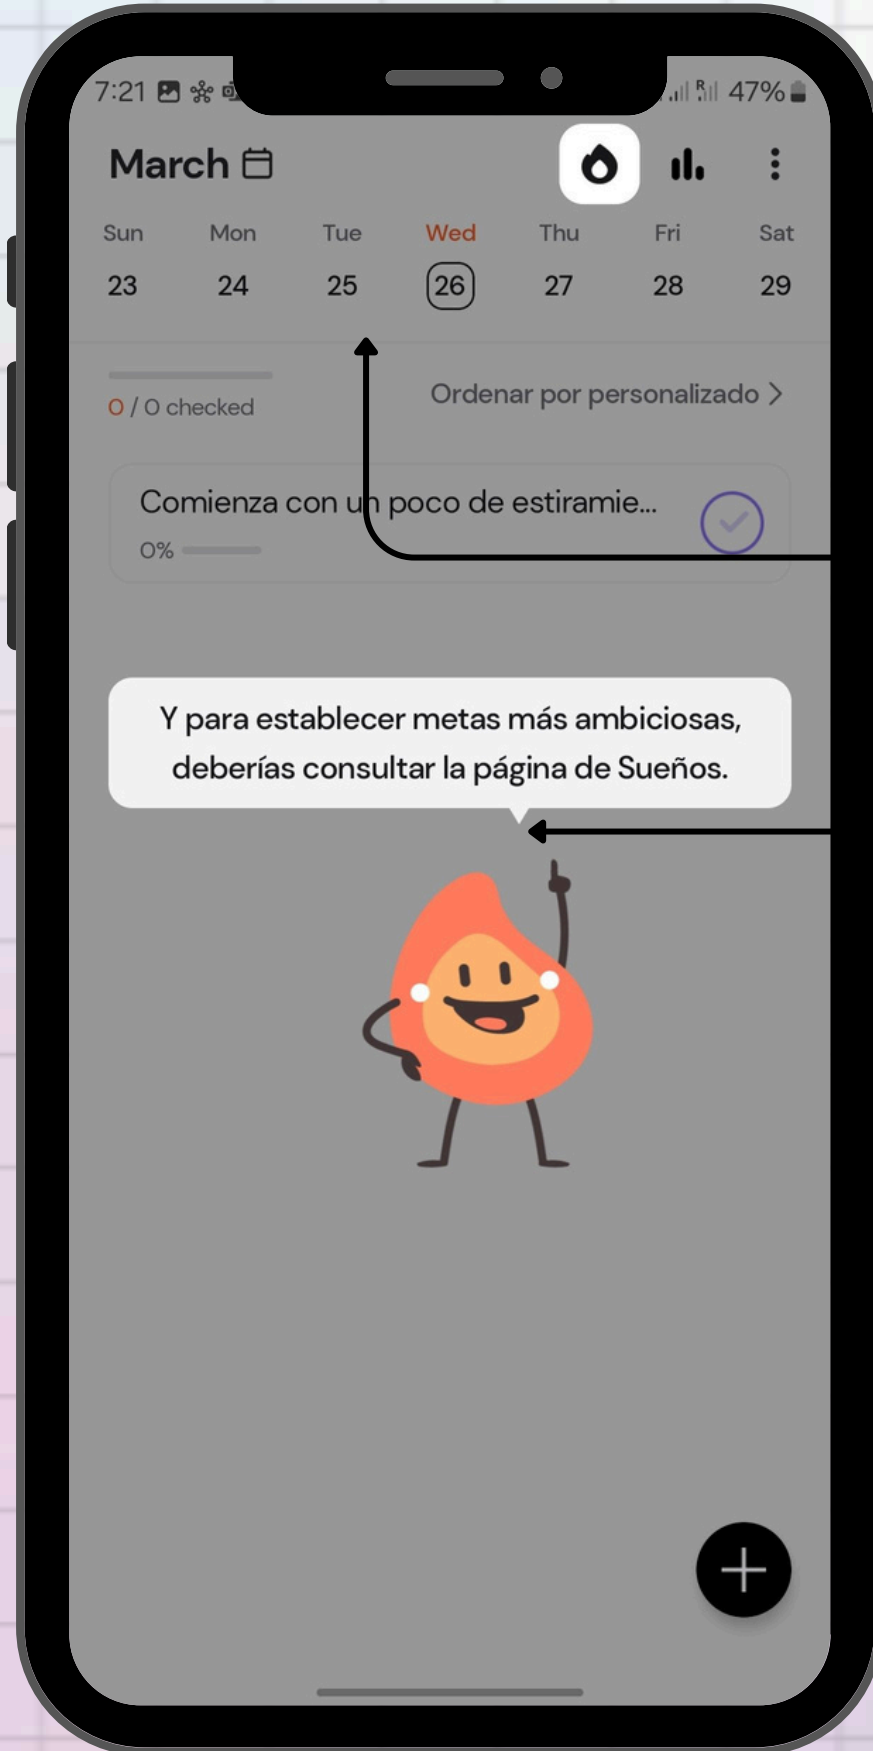 7:21 47%
March
Sun Mon Tue Wed Thu Fri Sat
23 24 25 26 27 28 29
0 / 0 checked
Ordenar por personalizado
Comienza con un poco de estiramie...
0%
Y para establecer metas más ambiciosas,
deberías consultar la página de Sueños.